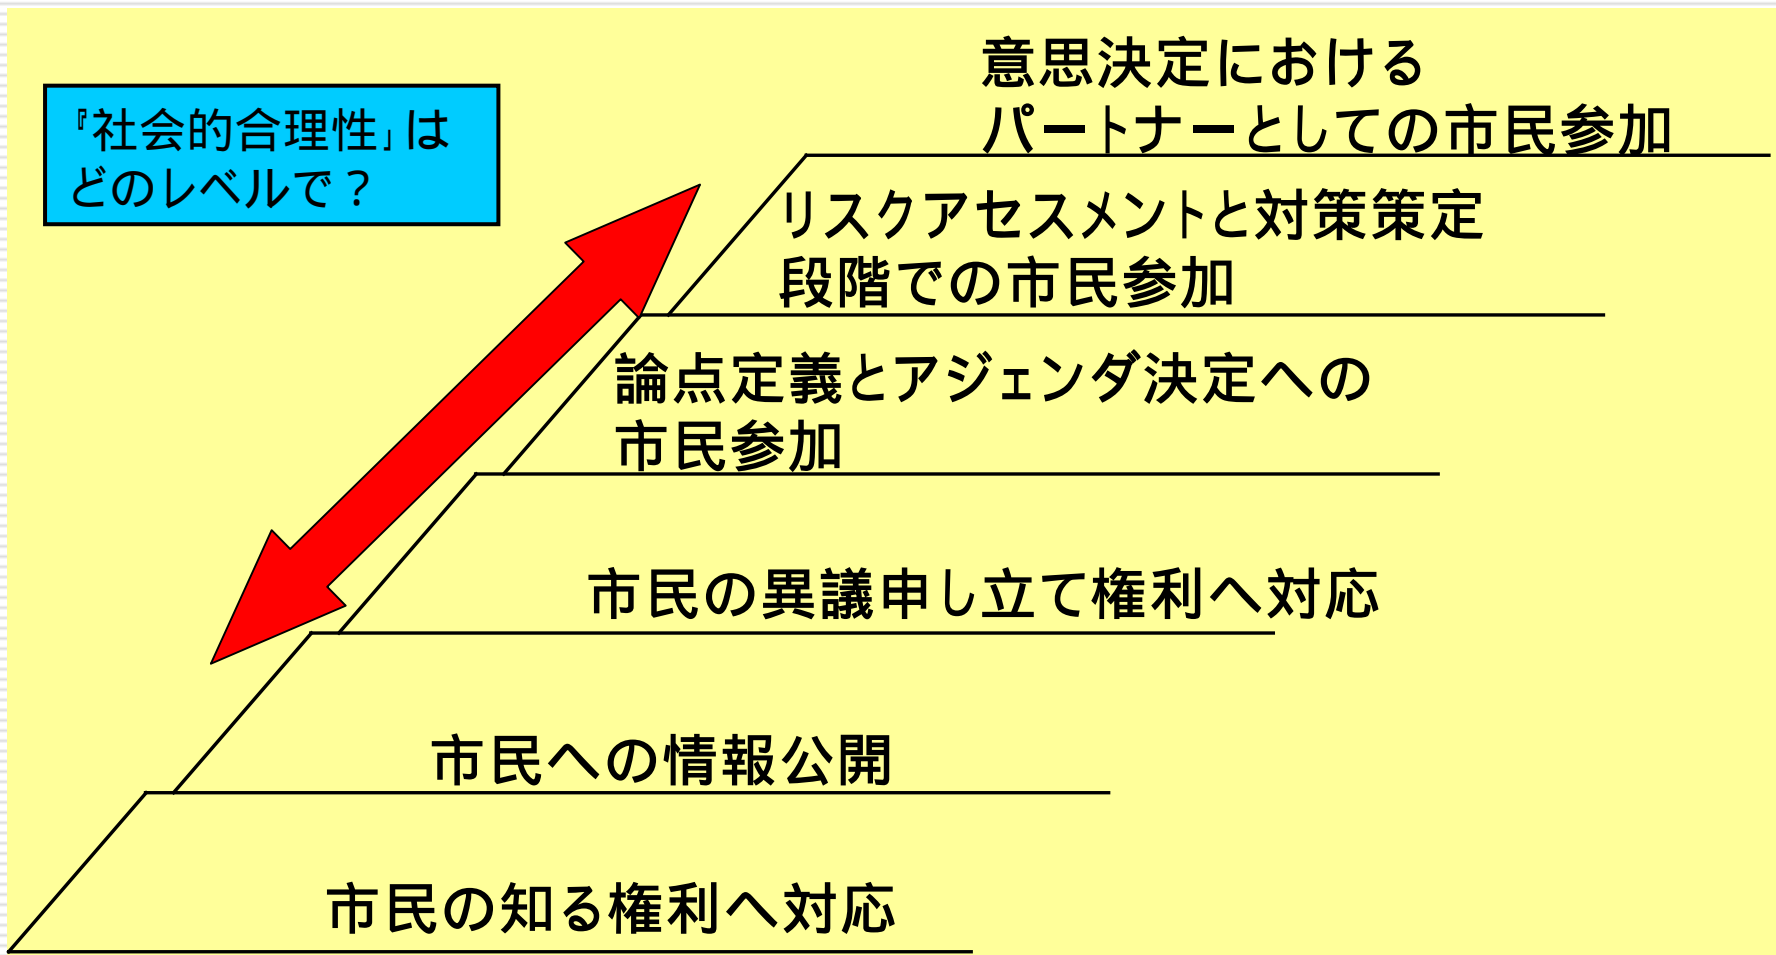 『社会的合理性」は
どのレベルで？
意思決定における
パートナーとしての市民参加
リスクアセスメントと対策策定
段階での市民参加
論点定義とアジェンダ決定への
市民参加
市民の異議申し立て権利へ対応
市民への情報公開
市民の知る権利へ対応